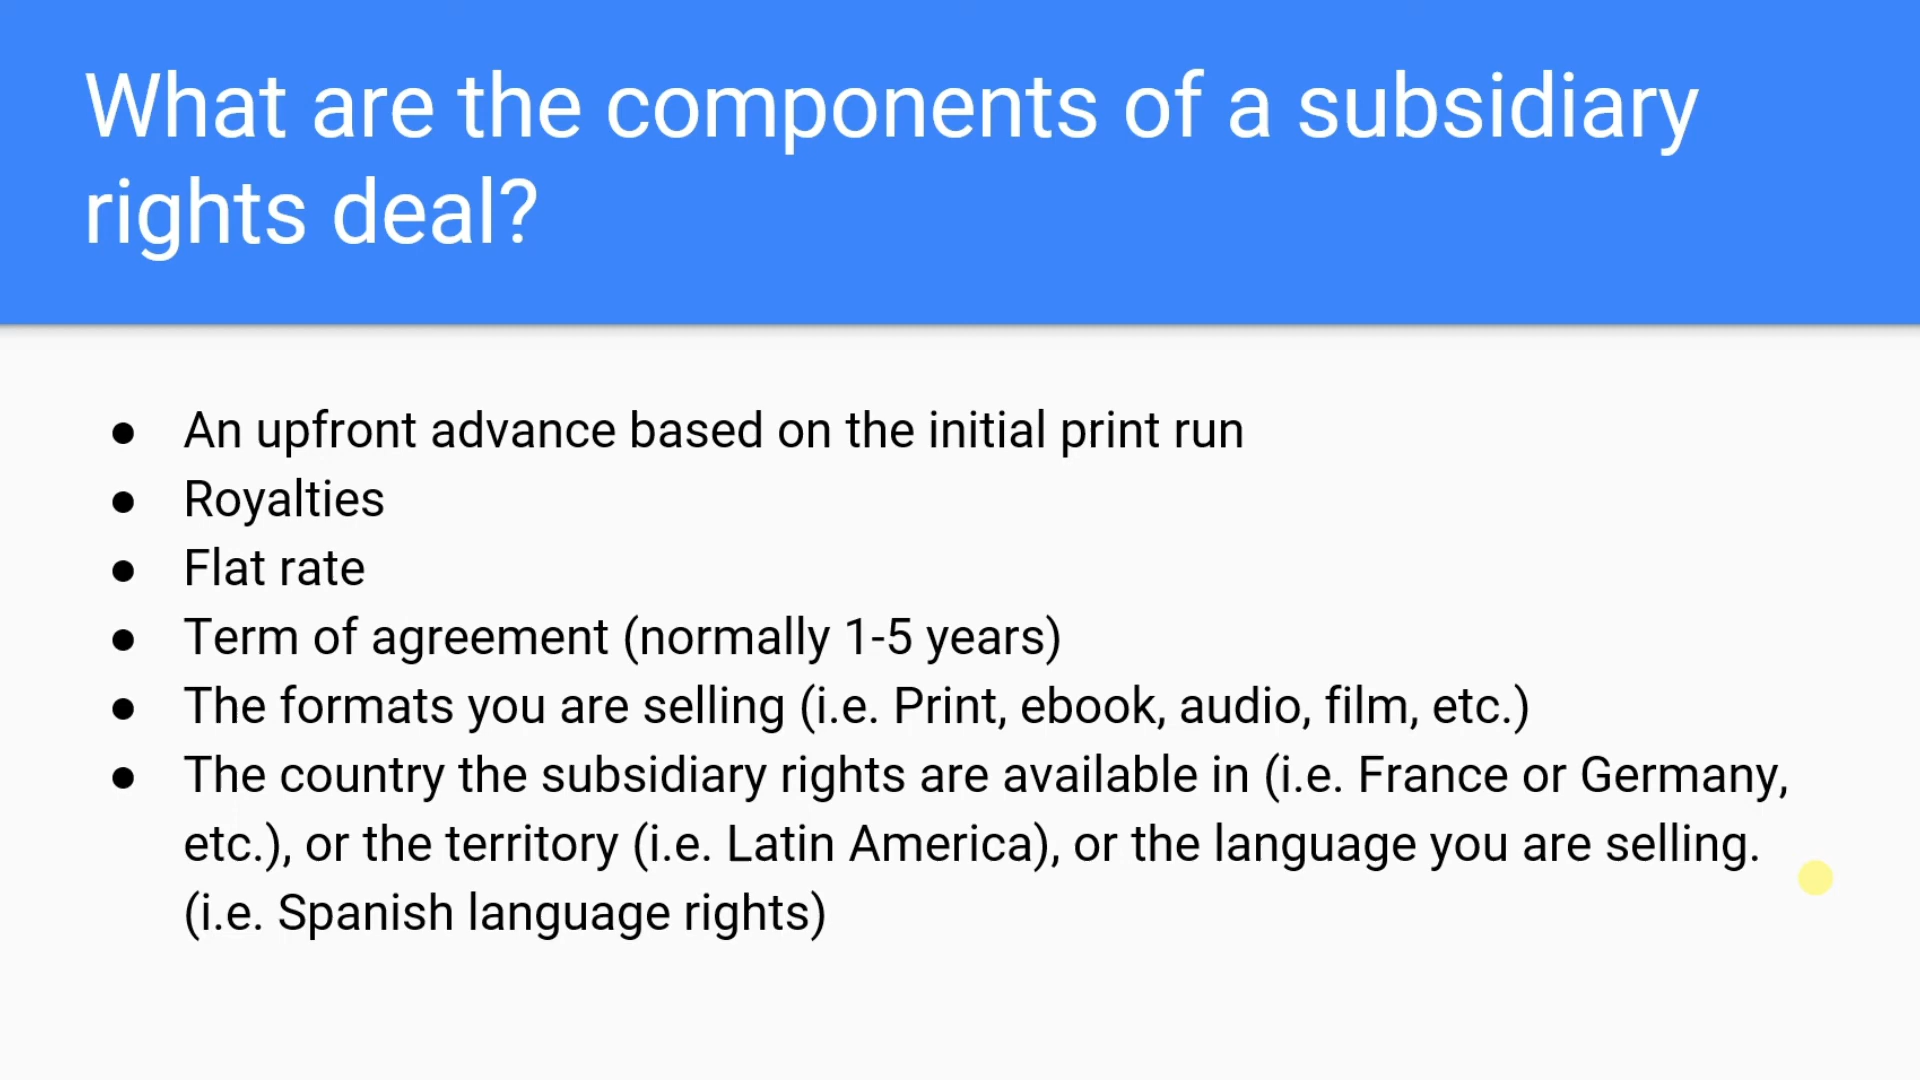 What are the components of a subsidiary
rights deal?
● An upfront advance based on the initial print run
● Royalties
● Flat rate
● Term of agreement (normally 1-5 years)
● The formats you are selling (i.e. Print, ebook, audio, film, etc.)
● The country the subsidiary rights are available in (i.e. France or Germany,
etc.), or the territory (i.e. Latin America), or the language you are selling.
(i.e. Spanish language rights)